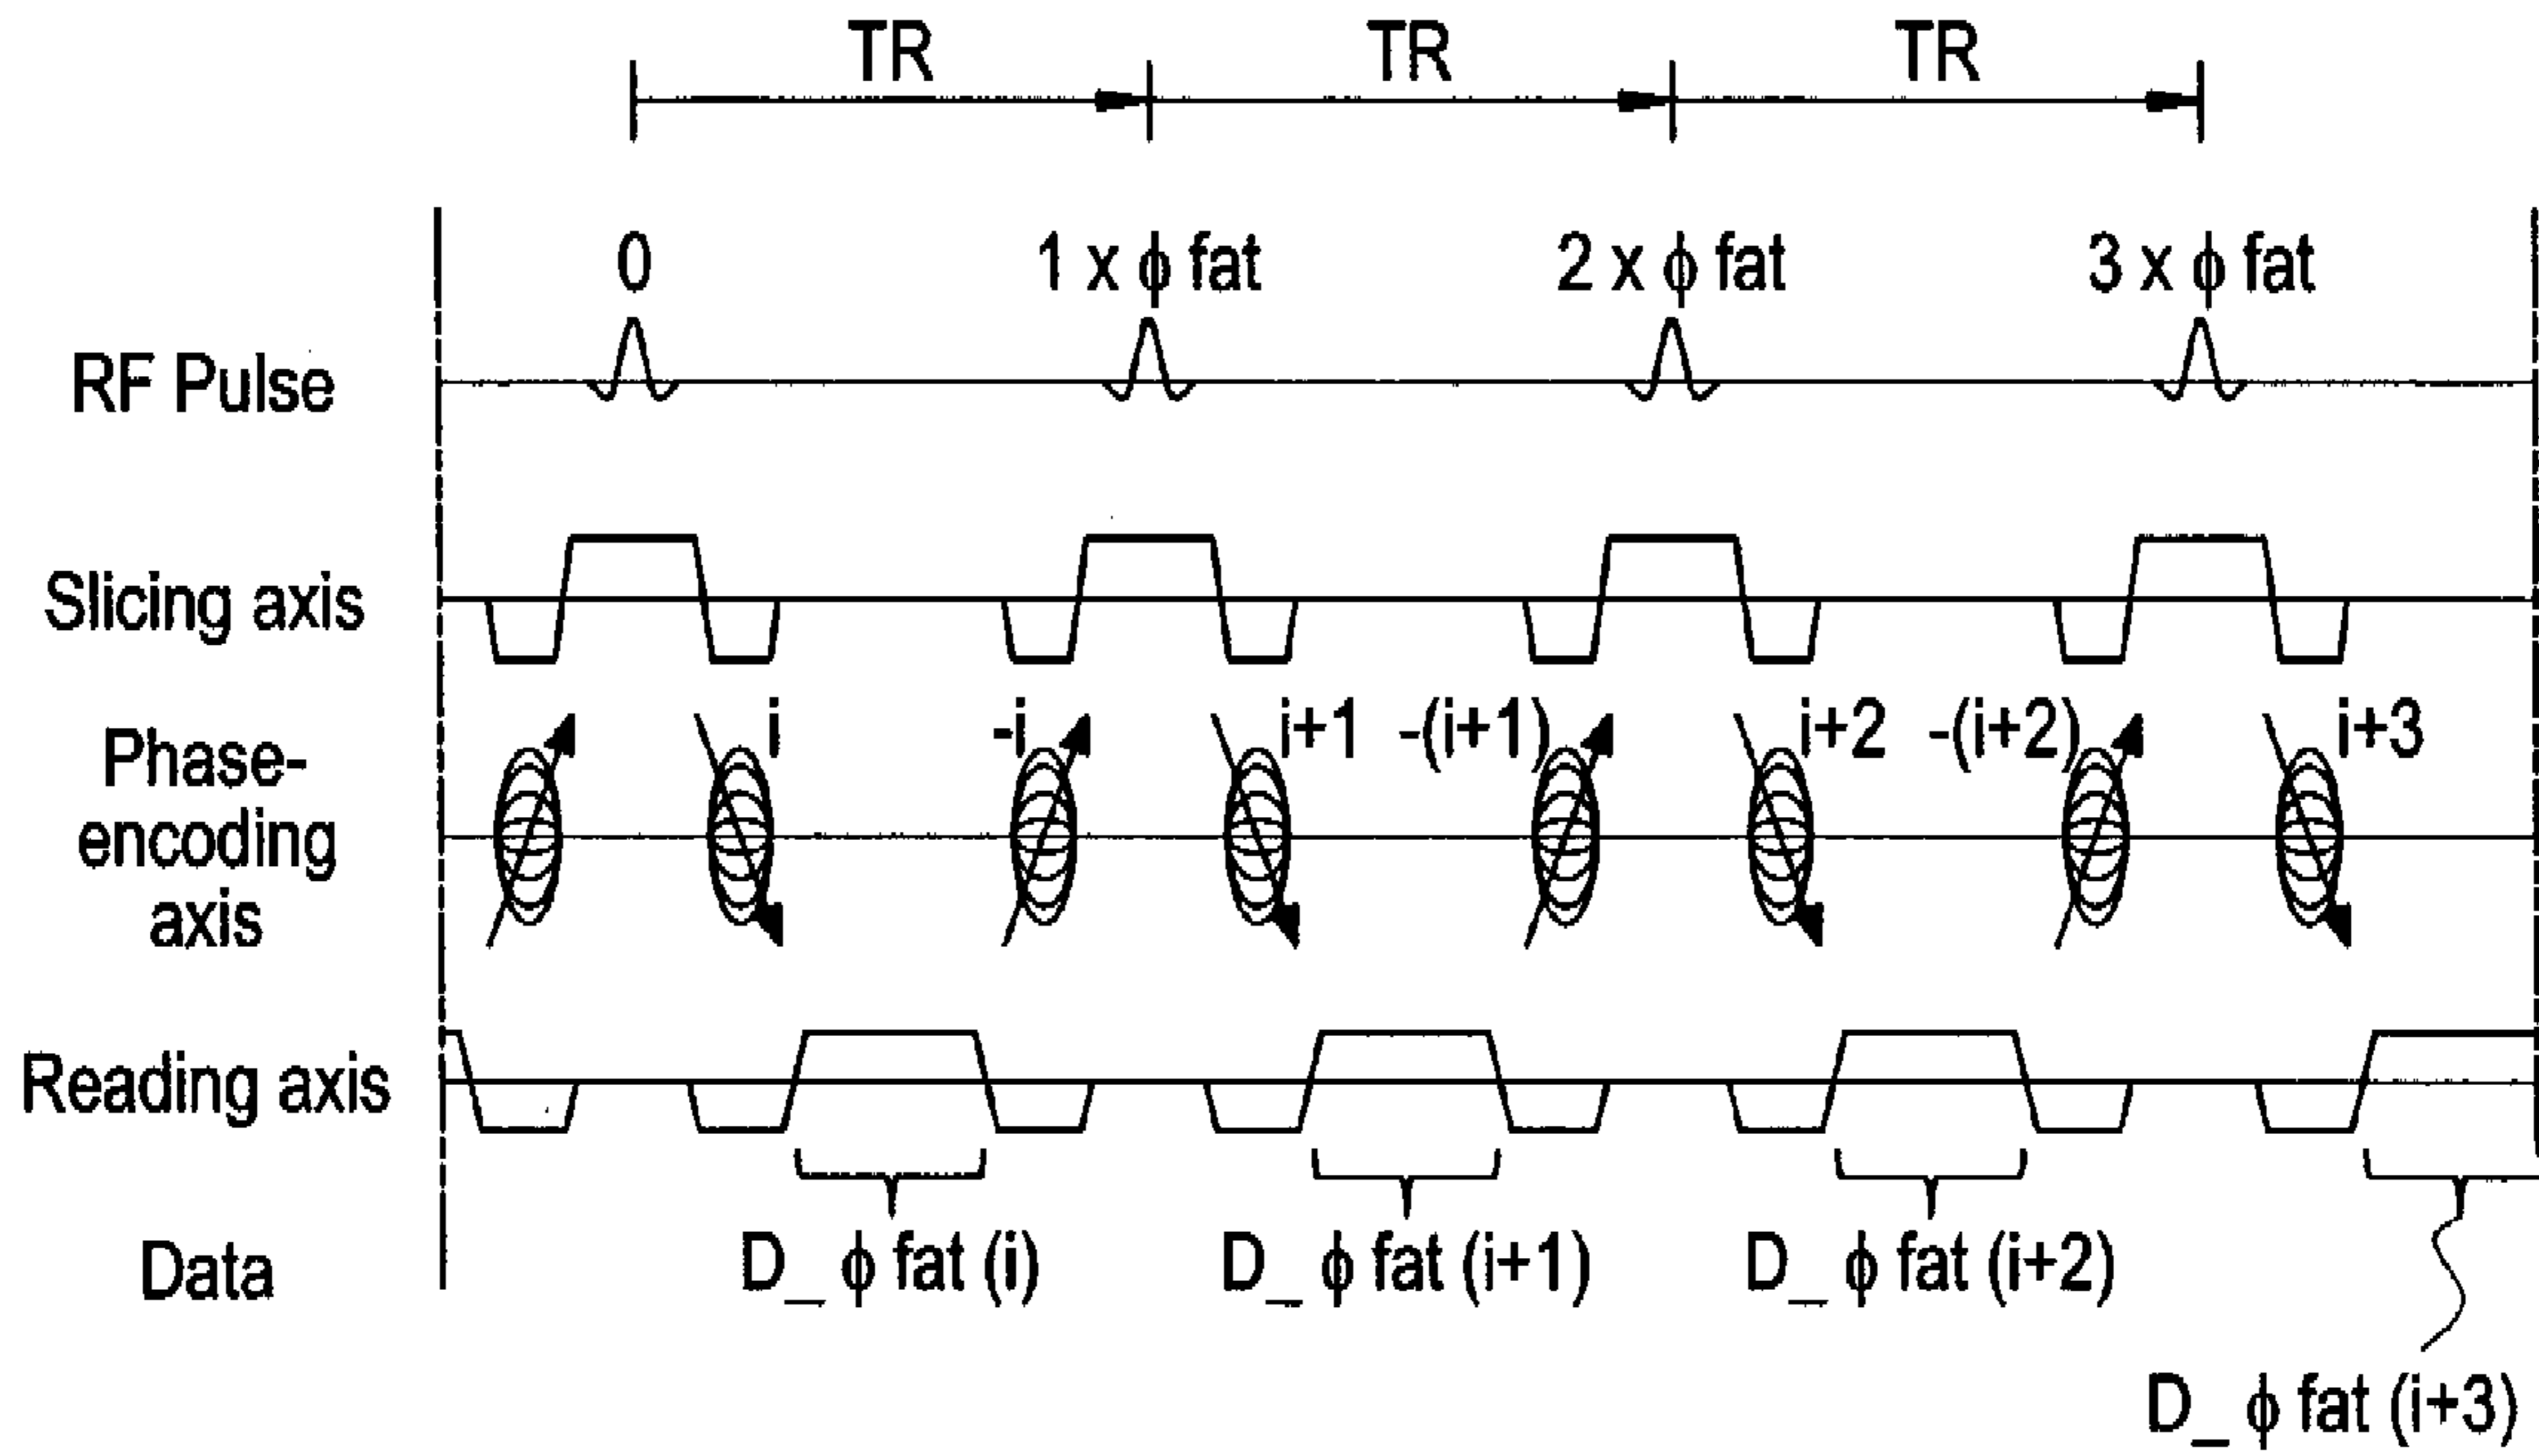 TR TR TR
0 1 x ϕ fat 2 x ϕ fat 3 x ϕ fat
RF Pulse
Slicing axis
i -i i+1 -(i+1) i+2 -(i+2) i+3
Phase-
encoding
axis
Reading axis
Data
D_ ϕ fat (i) D_ ϕ fat (i+1) D_ ϕ fat (i+2)
D_ ϕ fat (i+3)